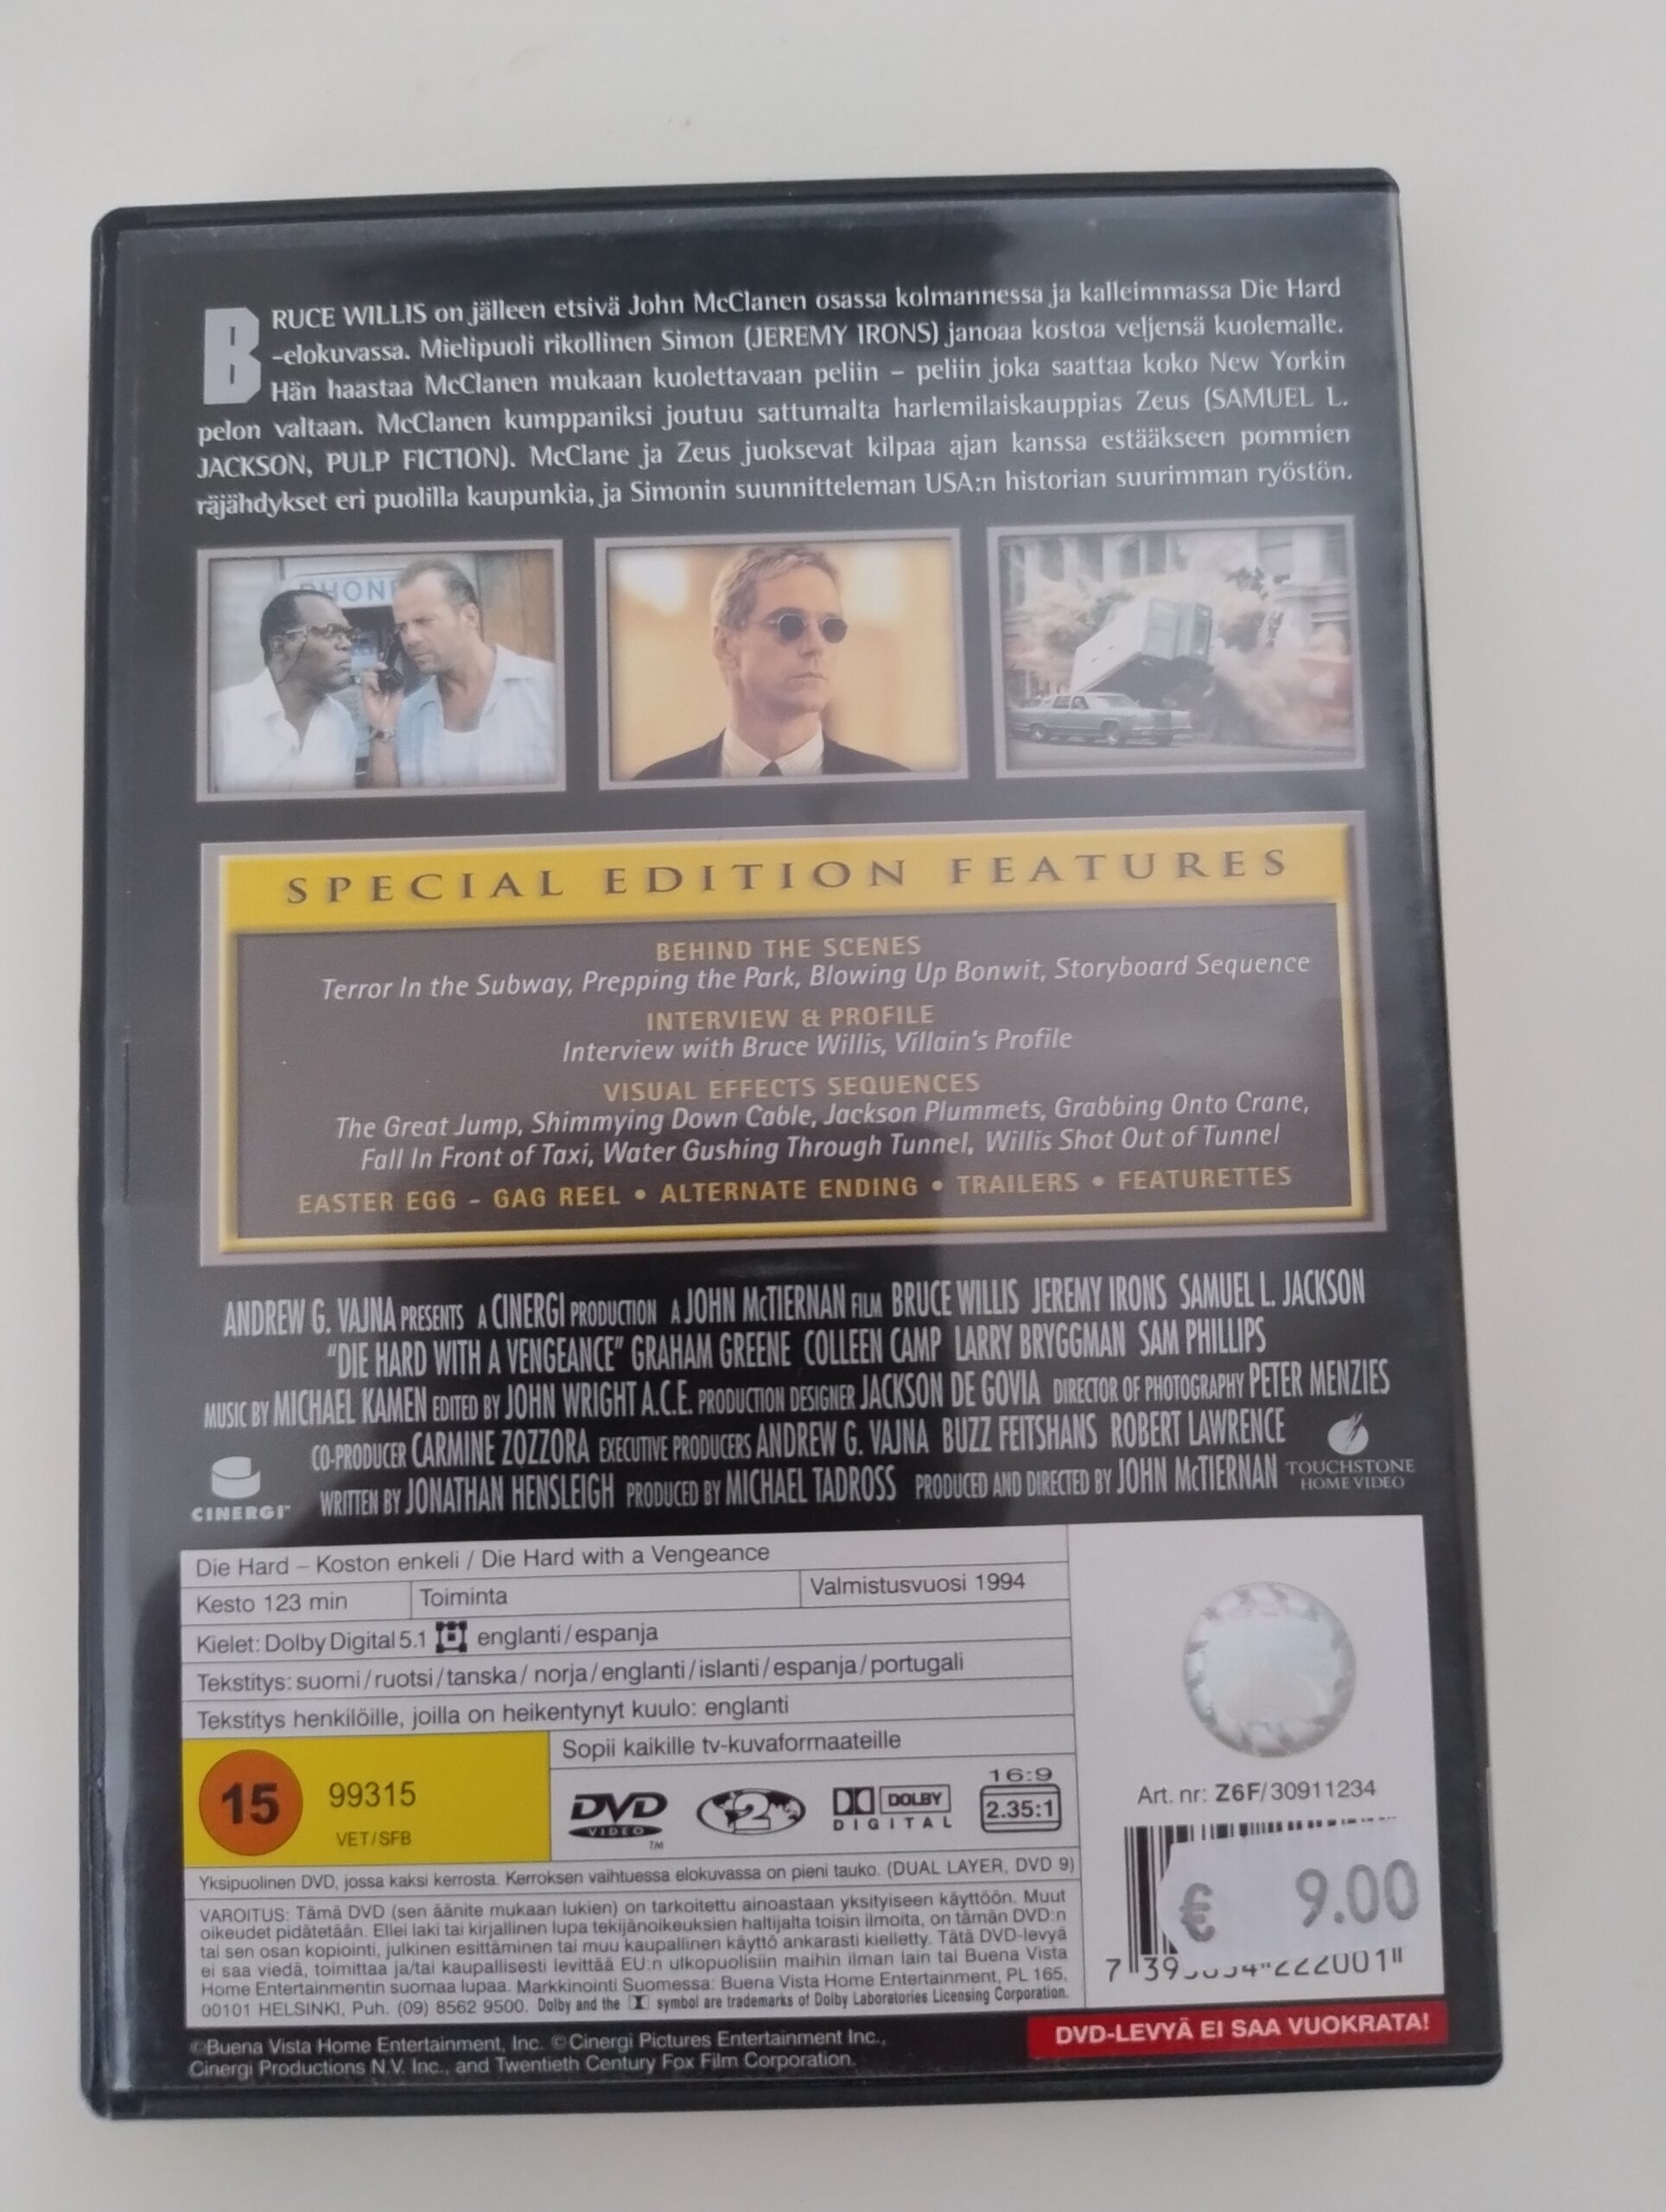 BRUCE WILLIS on jälleen etsivä John McClanen osassa kolmannessa ja kalleimmassa Die Hard
-elokuvassa. Mielipuoli rikollinen Simon (JEREMY IRONS) janoaa kostoa veljensä kuolemalle.
Hän haastaa McClanen mukaan kuolettavaan peliin – peliin joka saattaa koko New Yorkin
pelon valtaan. McClanen kumppaniksi joutuu sattumalta harlemilaiskauppias Zeus (SAMUEL L.
JACKSON, PULP FICTION). McClane ja Zeus juoksevat kilpaa ajan kanssa estääkseen pommien
räjähdykset eri puolilla kaupunkia, ja Simonin suunnitteleman USA:n historian suurimman ryöstön.
PHONE
SPECIAL EDITION FEATURES
BEHIND THE SCENES
Terror In the Subway, Prepping the Park, Blowing Up Bonwit, Storyboard Sequence
INTERVIEW & PROFILE
Interview with Bruce Willis, Villain's Profile
VISUAL EFFECTS SEQUENCES
The Great Jump, Shimmying Down Cable, Jackson Plummets, Grabbing Onto Crane,
Fall In Front of Taxi, Water Gushing Through Tunnel, Willis Shot Out of Tunnel
EASTER EGG – GAG REEL • ALTERNATE ENDING • TRAILERS • FEATURETTES
ANDREW G. VAJNA PRESENTS A CINERGI PRODUCTION A JOHN McTIERNAN FILM BRUCE WILLIS JEREMY IRONS SAMUEL L. JACKSON
"DIE HARD WITH A VENGEANCE" GRAHAM GREENE COLLEEN CAMP LARRY BRYGGMAN SAM PHILLIPS
MUSIC BY MICHAEL KAMEN EDITED BY JOHN WRIGHT A.C.E. PRODUCTION DESIGNER JACKSON DE GOVIA DIRECTOR OF PHOTOGRAPHY PETER MENZIES
CO-PRODUCER CARMINE ZOZZORA EXECUTIVE PRODUCERS ANDREW G. VAJNA BUZZ FEITSHANS ROBERT LAWRENCE
WRITTEN BY JONATHAN HENSLEIGH PRODUCED BY MICHAEL TADROSS PRODUCED AND DIRECTED BY JOHN McTIERNAN
CINERGI™
TOUCHSTONE
HOME VIDEO
Die Hard – Koston enkeli / Die Hard with a Vengeance
Kesto 123 min Toiminta Valmistusvuosi 1994
Kielet: Dolby Digital 5.1 englanti/espanja
Tekstitys: suomi/ruotsi/tanska/norja/englanti/islanti/espanja/portugali
Tekstitys henkilöille, joilla on heikentynyt kuulo: englanti
Sopii kaikille tv-kuvaformaateille
15 99315
VET/SFB
DVD
VIDEO
TM
2
DOLBY
DIGITAL
16:9
2.35:1
Yksipuolinen DVD, jossa kaksi kerrosta. Kerroksen vaihtuessa elokuvassa on pieni tauko. (DUAL LAYER, DVD 9)
VAROITUS: Tämä DVD (sen äänite mukaan lukien) on tarkoitettu ainoastaan yksityiseen käyttöön. Muut
oikeudet pidätetään. Ellei laki tai kirjallinen lupa tekijänoikeuksien haltijalta toisin ilmoita, on tämän DVD:n
tai sen osan kopiointi, julkinen esittäminen tai muu kaupallinen käyttö ankarasti kielletty. Tätä DVD-levyä
ei saa viedä, toimittaa ja/tai kaupallisesti levittää EU:n ulkopuolisiin maihin ilman lain tai Buena Vista
Home Entertainmentin suomaa lupaa. Markkinointi Suomessa: Buena Vista Home Entertainment, PL 165,
00101 HELSINKI, Puh. (09) 8562 9500. Dolby and the symbol are trademarks of Dolby Laboratories Licensing Corporation.
Art. nr: Z6F/30911234
€ 9.00
©Buena Vista Home Entertainment, Inc. ©Cinergi Pictures Entertainment Inc.,
Cinergi Productions N.V. Inc., and Twentieth Century Fox Film Corporation.
DVD-LEVYÄ EI SAA VUOKRATA!